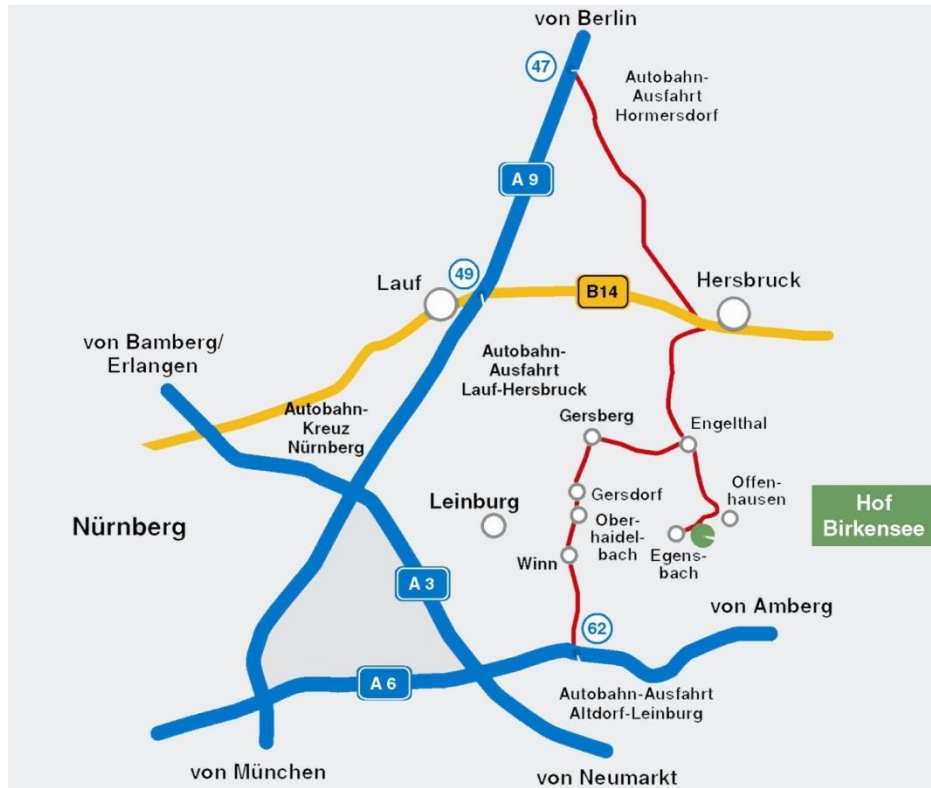 von Berlin
47
Autobahn-
Ausfahrt
Hormersdorf
A 9
49
Lauf
B14
Hersbruck
von Bamberg/
Erlangen
Autobahn-
Ausfahrt
Lauf-Hersbruck
Autobahn-
Kreuz
Nürnberg
Gersberg
Engelthal
Leinburg
Gersdorf
Offen-
hausen
Hof
Birkensee
Nürnberg
Ober-
haidel-
bach
Egens-
bach
Winn
A 3
von Amberg
62
A 6
Autobahn-Ausfahrt
Altdorf-Leinburg
von München
von Neumarkt